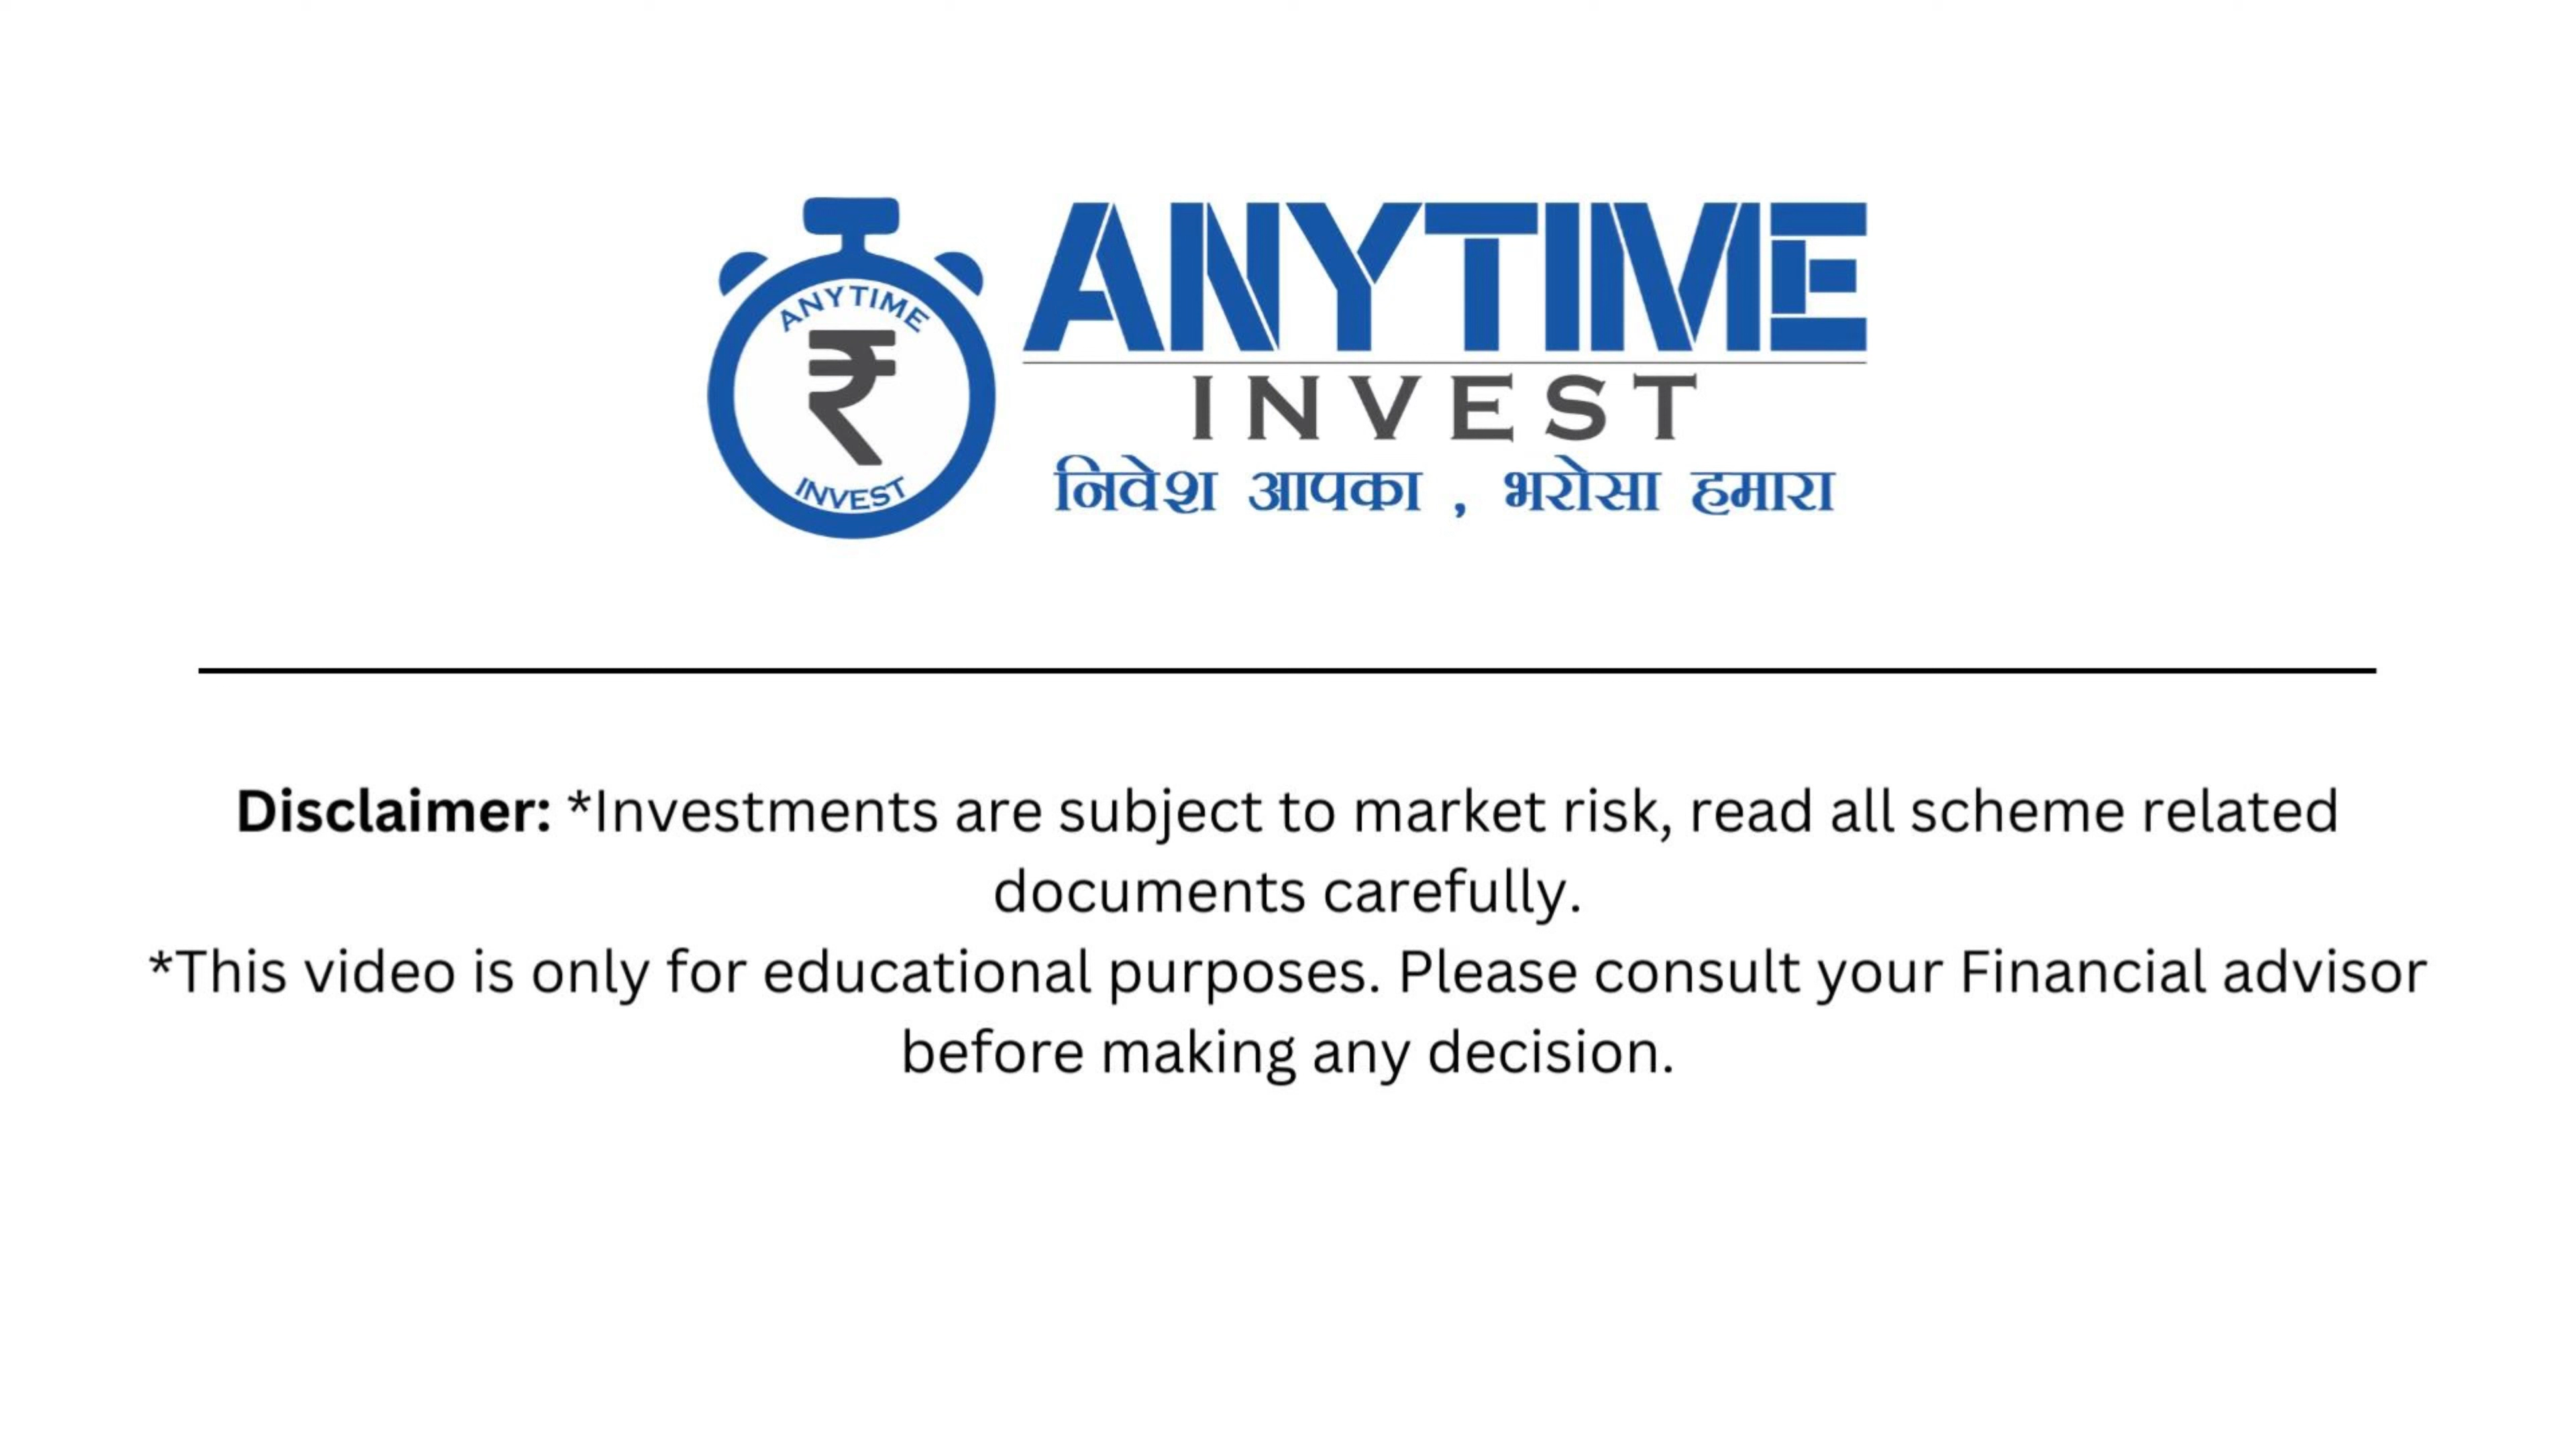 ANYTIME
₹
INVEST
ANYTIME
INVEST
निवेश आपका , भरोसा हमारा
Disclaimer: *Investments are subject to market risk, read all scheme related
documents carefully.
*This video is only for educational purposes. Please consult your Financial advisor
before making any decision.